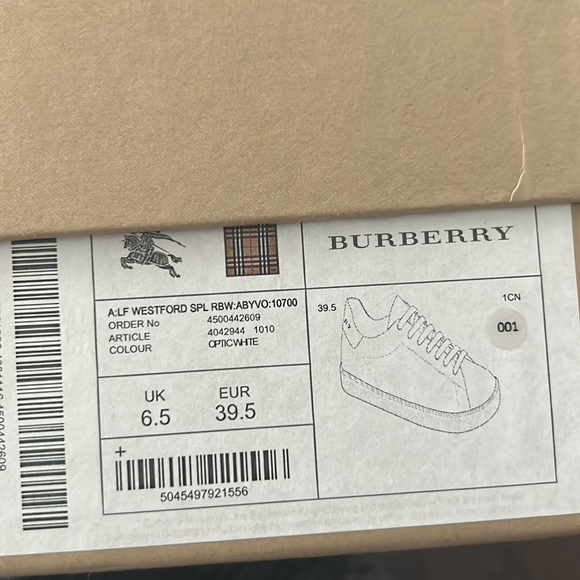 BURBERRY
A:LF WESTFORD SPL RBW:ABYVO:10700
ORDER No 4500442609
ARTICLE 4042944 1010
COLOUR OPTICWHITE
39.5
1CN
001
UK EUR
6.5 39.5
+
5045497921556
4500442609